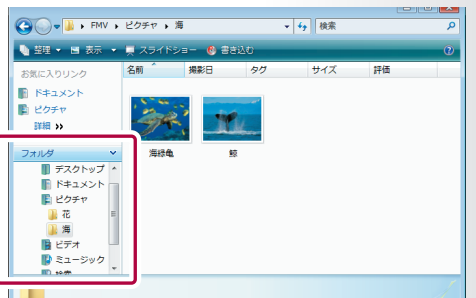 FMV ▸ ピクチャ ▸ 海
検索
整理 表示 スライドショー 書き込む
お気に入りリンク
名前 撮影日 タグ サイズ 評価
ドキュメント
ピクチャ
詳細 »
海緑亀 鯨
フォルダ
デスクトップ
ドキュメント
ピクチャ
花
海
ビデオ
ミュージック
検索